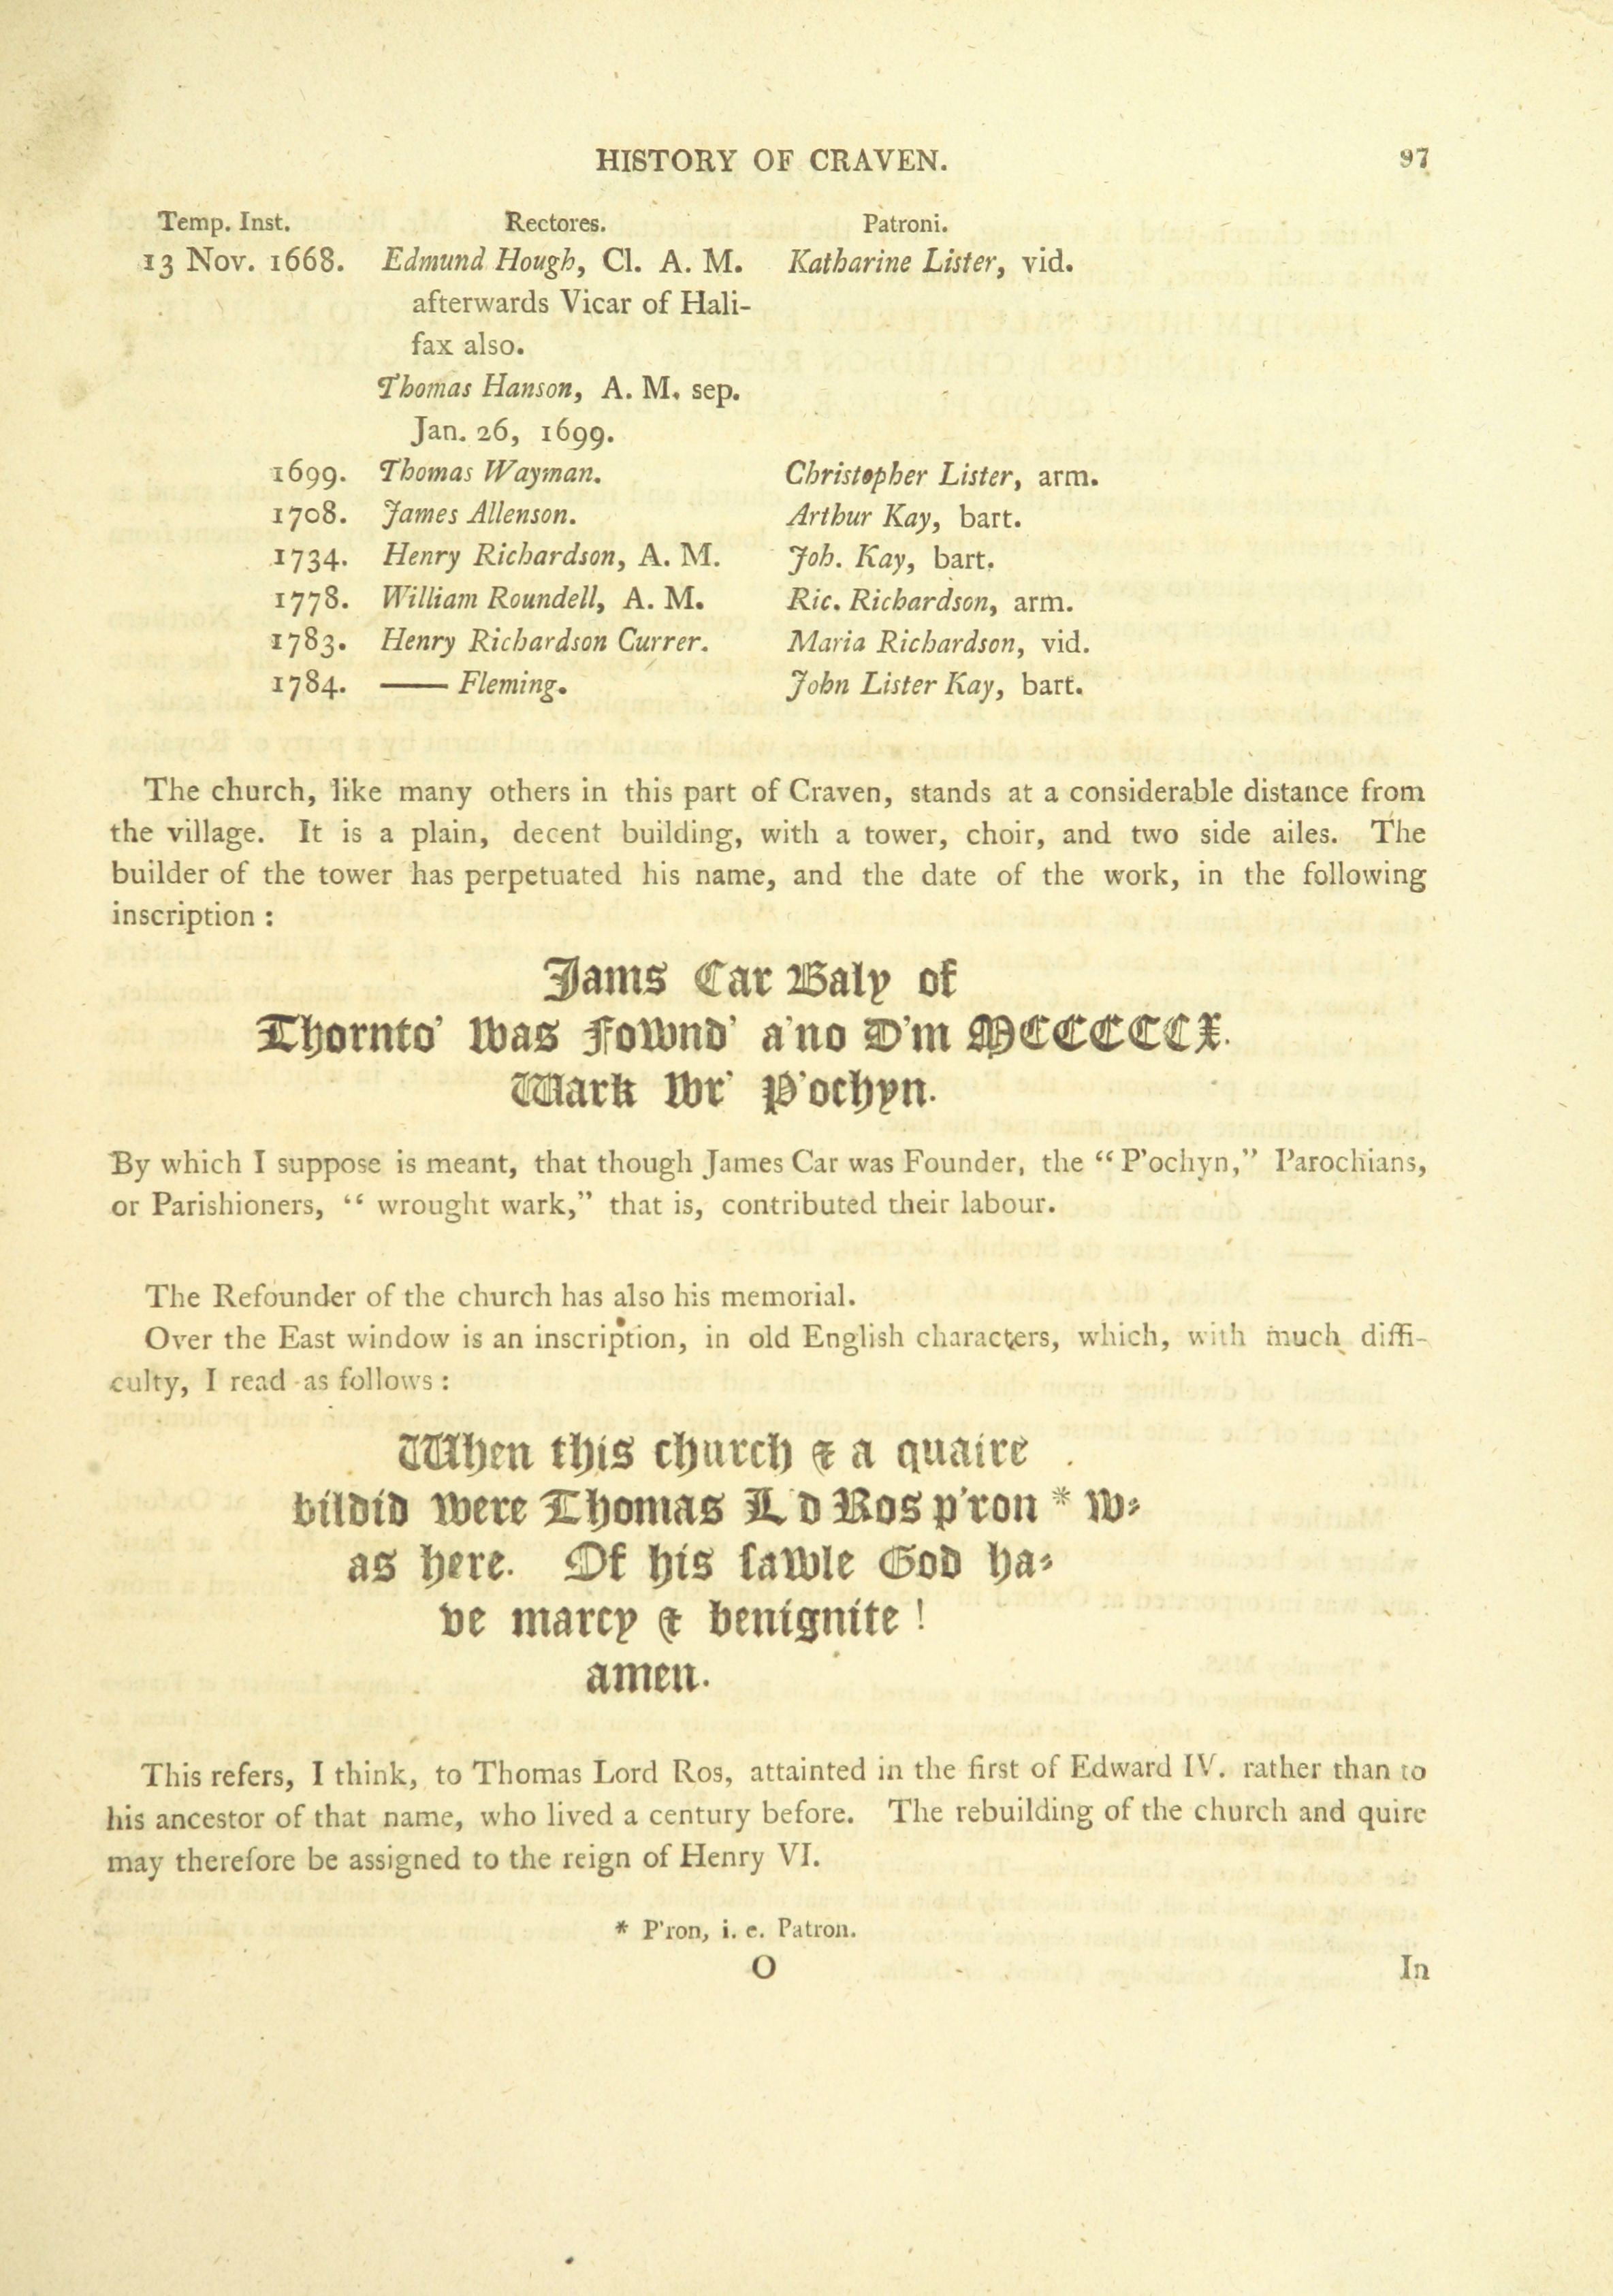 HISTORY OF CRAVEN. 97
Temp. Inst. Rectores. Patroni.
13 Nov. 1668. Edmund Hough, Cl. A. M. Katharine Lister, vid.
afterwards Vicar of Hali-
fax also.
Thomas Hanson, A. M. sep.
Jan. 26, 1699.
1699. Thomas Wayman. Christopher Lister, arm.
1708. James Allenson. Arthur Kay, bart.
1734. Henry Richardson, A. M. Joh. Kay, bart.
1778. William Roundell, A. M. Ric. Richardson, arm.
1783. Henry Richardson Currer. Maria Richardson, vid.
1784. —— Fleming. John Lister Kay, bart.
The church, like many others in this part of Craven, stands at a considerable distance from
the village. It is a plain, decent building, with a tower, choir, and two side ailes. The
builder of the tower has perpetuated his name, and the date of the work, in the following
inscription :
Jams Car Baly of
Thornto' was Fownd' a'no D'm MCCCCCX.
Wark wr' P'ochyn.
By which I suppose is meant, that though James Car was Founder, the “P'ochyn,” Parochians,
or Parishioners, “wrought wark,” that is, contributed their labour.
The Refounder of the church has also his memorial.
Over the East window is an inscription, in old English characters, which, with much diffi-
culty, I read as follows :
When this church & a quaire
bildid were Thomas L'd Ros p'ron * w-
as here. Of his sawle God ha-
ve marcy & benignite !
amen.
This refers, I think, to Thomas Lord Ros, attainted in the first of Edward IV. rather than to
his ancestor of that name, who lived a century before. The rebuilding of the church and quire
may therefore be assigned to the reign of Henry VI.
* P'ron, i. e. Patron.
O In